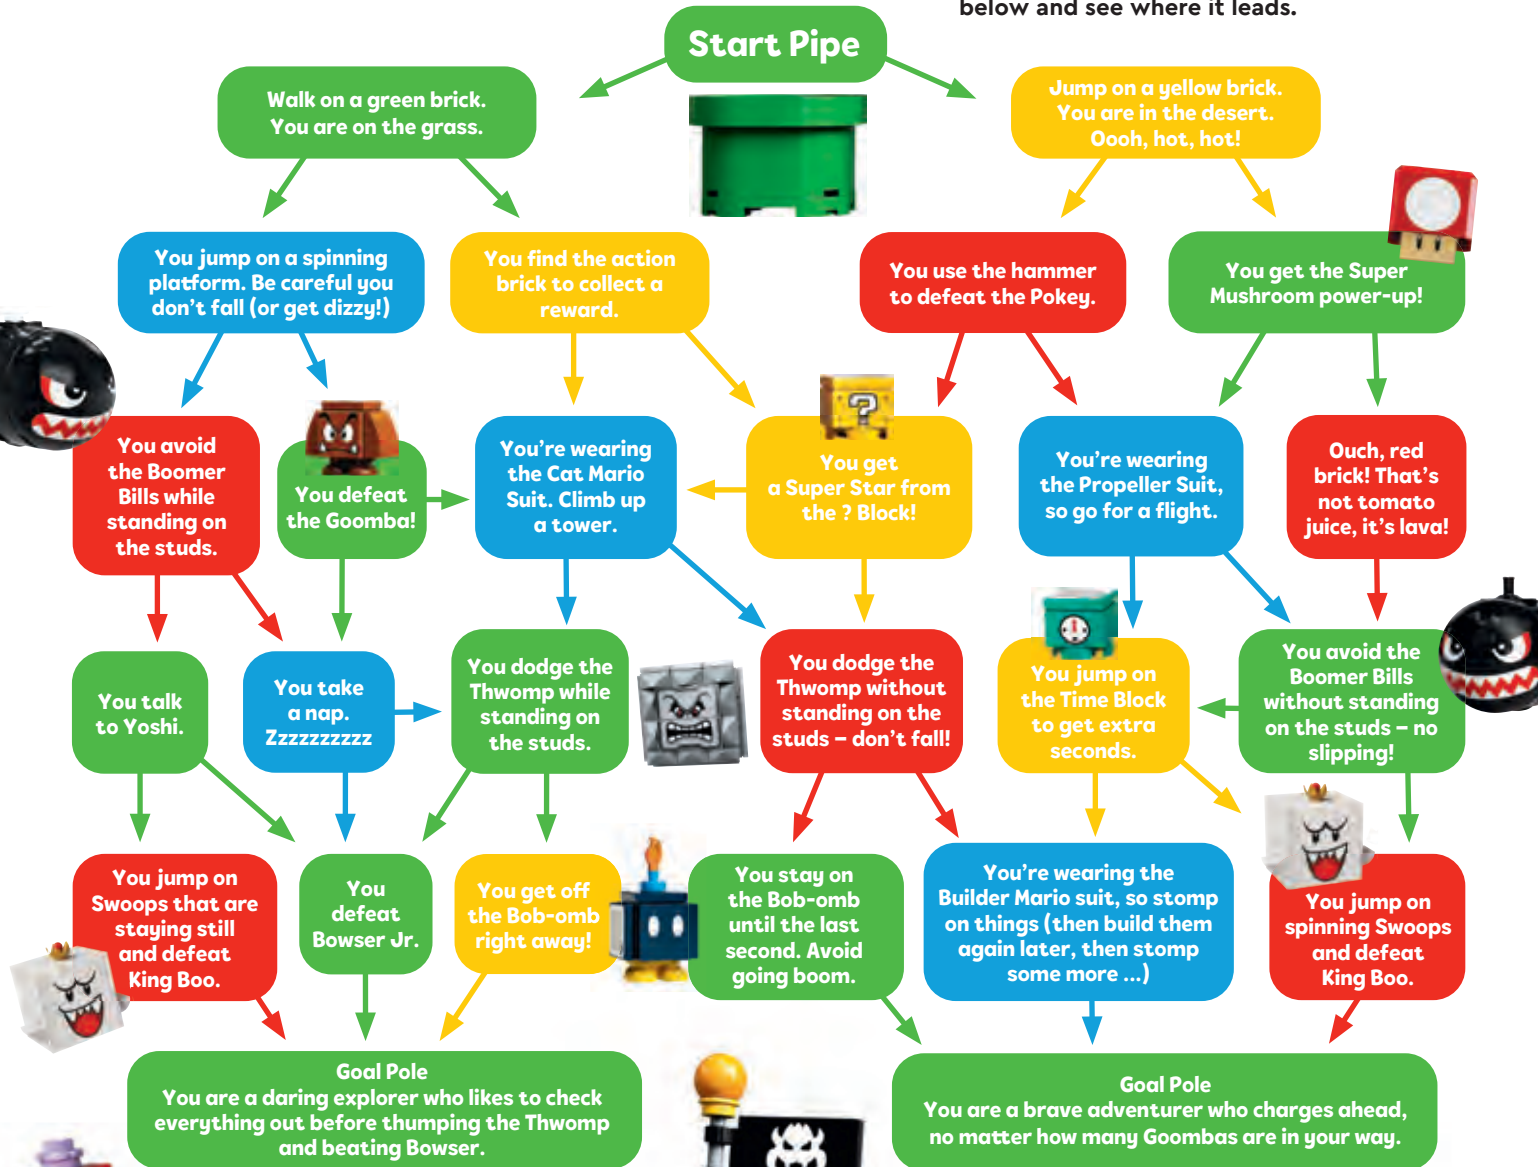 below and see where it leads.
Start Pipe
Walk on a green brick.
You are on the grass.
Jump on a yellow brick.
You are in the desert.
Oooh, hot, hot!
You jump on a spinning
platform. Be careful you
don't fall (or get dizzy!)
You find the action
brick to collect a
reward.
You use the hammer
to defeat the Pokey.
You get the Super
Mushroom power-up!
You avoid
the Boomer
Bills while
standing on
the studs.
You defeat
the Goomba!
You're wearing
the Cat Mario
Suit. Climb up
a tower.
?
You get
a Super Star from
the ? Block!
You're wearing
the Propeller Suit,
so go for a flight.
Ouch, red
brick! That's
not tomato
juice, it's lava!
You talk
to Yoshi.
You take
a nap.
Zzzzzzzzzz
You dodge the
Thwomp while
standing on
the studs.
You dodge the
Thwomp without
standing on the
studs – don't fall!
You jump on
the Time Block
to get extra
seconds.
You avoid the
Boomer Bills
without standing
on the studs – no
slipping!
You jump on
Swoops that are
staying still
and defeat
King Boo.
You
defeat
Bowser Jr.
You get off
the Bob-omb
right away!
You stay on
the Bob-omb
until the last
second. Avoid
going boom.
You're wearing the
Builder Mario suit, so stomp
on things (then build them
again later, then stomp
some more ...)
You jump on
spinning Swoops
and defeat
King Boo.
Goal Pole
You are a daring explorer who likes to check
everything out before thumping the Thwomp
and beating Bowser.
Goal Pole
You are a brave adventurer who charges ahead,
no matter how many Goombas are in your way.